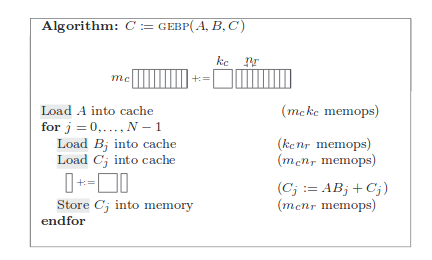 Algorithm: C := GEBP(A, B, C)
k_c n_r
m_c +:=
Load A into cache (m_c k_c memops)
for j = 0, . . . , N − 1
Load B_j into cache (k_c n_r memops)
Load C_j into cache (m_c n_r memops)
+:= (C_j := AB_j + C_j)
Store C_j into memory (m_c n_r memops)
endfor